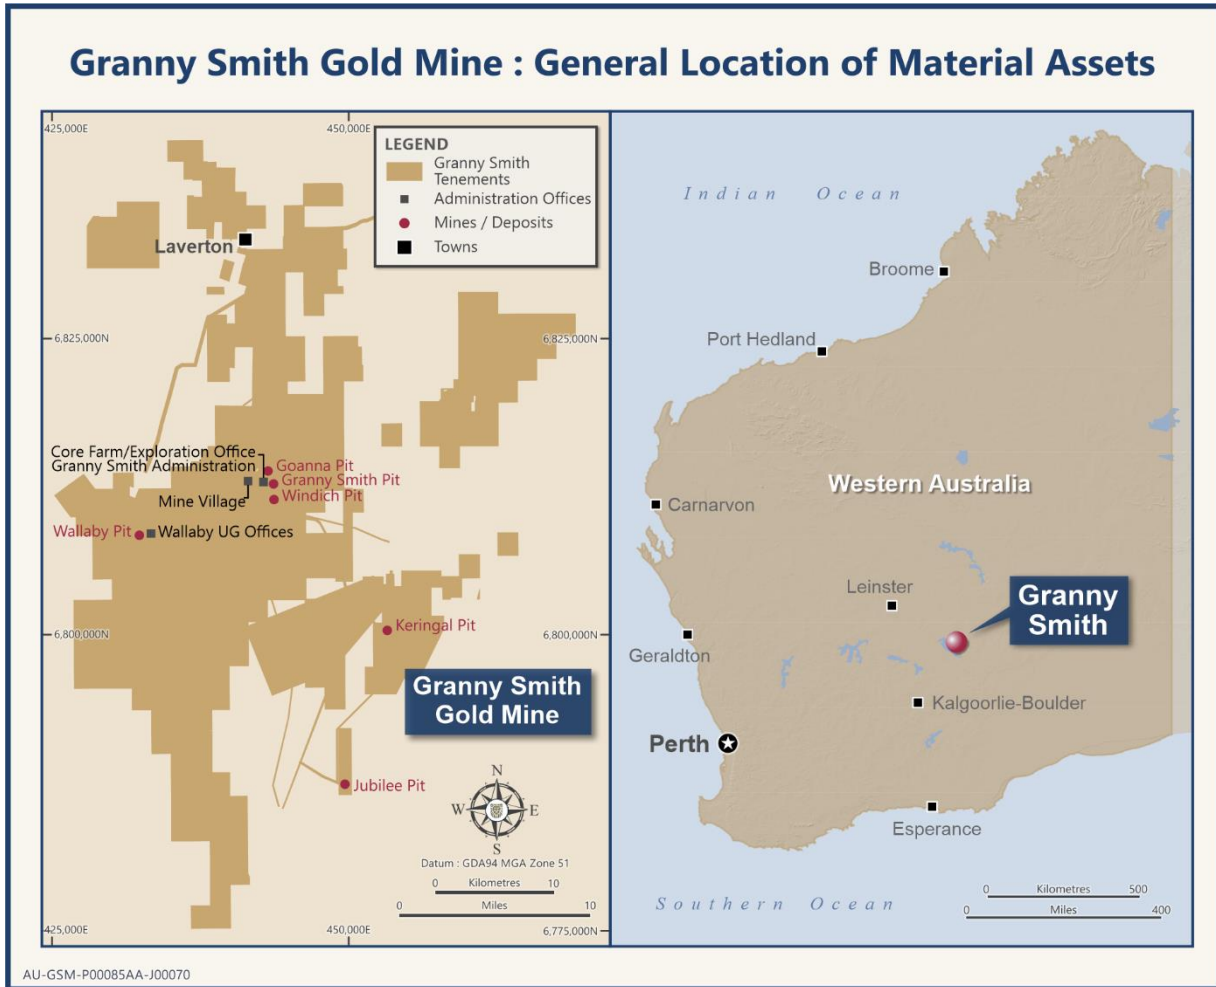 Granny Smith Gold Mine : General Location of Material Assets
425,000E
450,000E
LEGEND
Granny Smith
Tenements
Administration Offices
Mines / Deposits
Towns
Laverton
6,825,000N
6,825,000N
Core Farm/Exploration Office
Granny Smith Administration
Goanna Pit
Granny Smith Pit
Mine Village
Windich Pit
Wallaby Pit
Wallaby UG Offices
Keringal Pit
6,800,000N
6,800,000N
Granny Smith
Gold Mine
Jubilee Pit
N
W
E
S
Datum : GDA94 MGA Zone 51
0 Kilometres 10
0 Miles 10
425,000E
450,000E
6,775,000N
Indian Ocean
Broome
Port Hedland
Western Australia
Carnarvon
Leinster
Granny
Smith
Geraldton
Kalgoorlie-Boulder
Perth
Esperance
Southern Ocean
0 Kilometres 500
0 Miles 400
AU-GSM-P00085AA-J00070